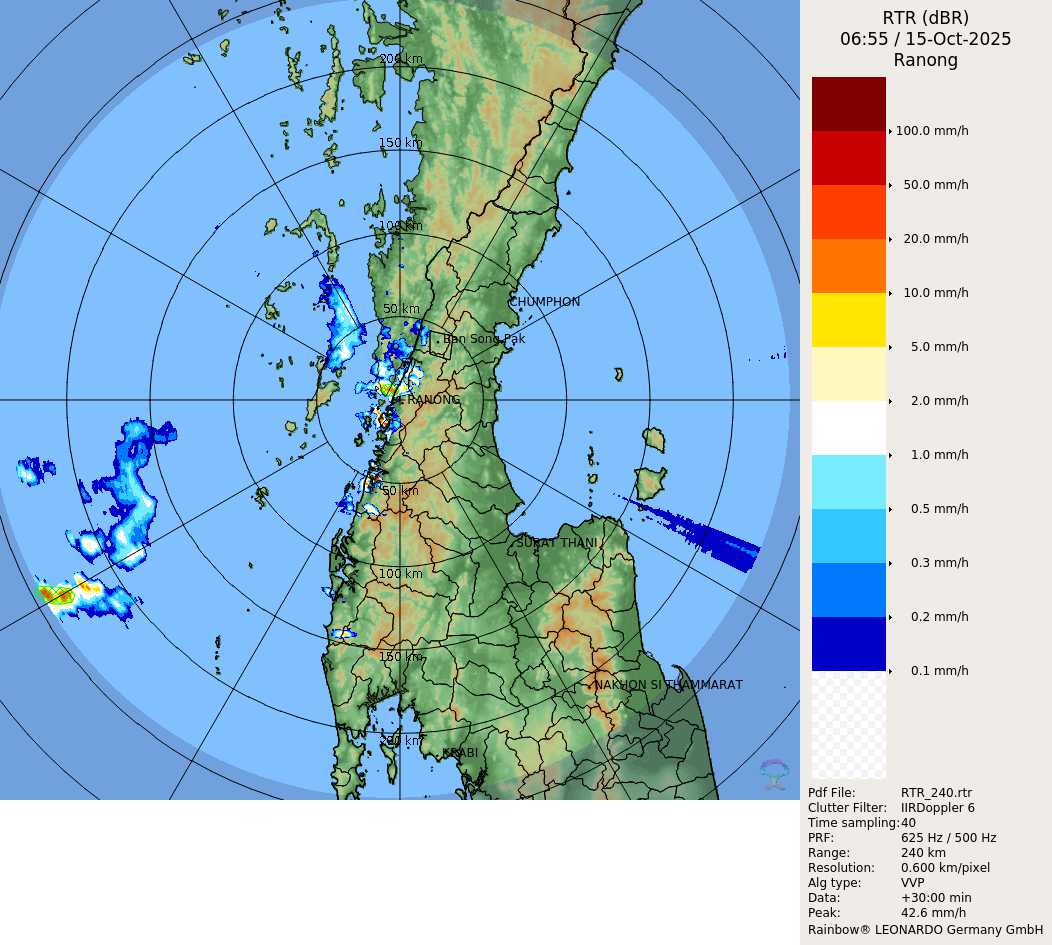 RTR (dBR)
06:55 / 15-Oct-2025
Ranong
200 km
150 km
100 km
50 km
CHUMPHON
Ban Song Pak
RANONG
50 km
SURAT THANI
100 km
150 km
NAKHON SI THAMMARAT
200 km
KRABI
100.0 mm/h
50.0 mm/h
20.0 mm/h
10.0 mm/h
5.0 mm/h
2.0 mm/h
1.0 mm/h
0.5 mm/h
0.3 mm/h
0.2 mm/h
0.1 mm/h
Pdf File: RTR_240.rtr
Clutter Filter: IIRDoppler 6
Time sampling:40
PRF: 625 Hz / 500 Hz
Range: 240 km
Resolution: 0.600 km/pixel
Alg type: VVP
Data: +30:00 min
Peak: 42.6 mm/h
Rainbow® LEONARDO Germany GmbH